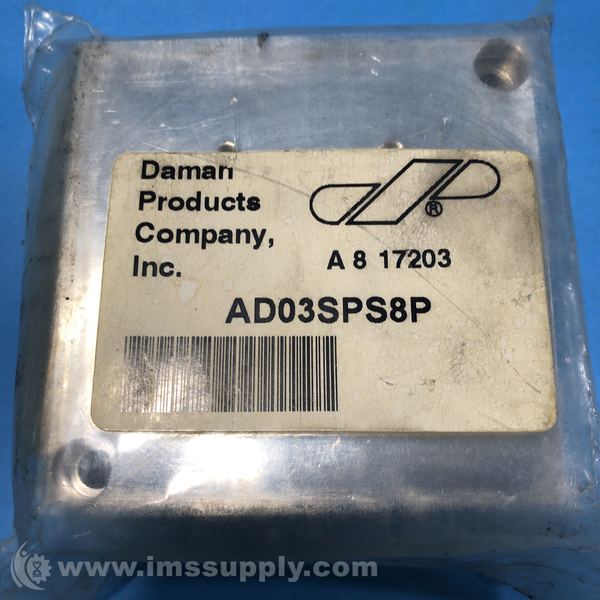 Daman
Products
Company,
Inc.
®
A 8 17203
AD03SPS8P
www.imssupply.com